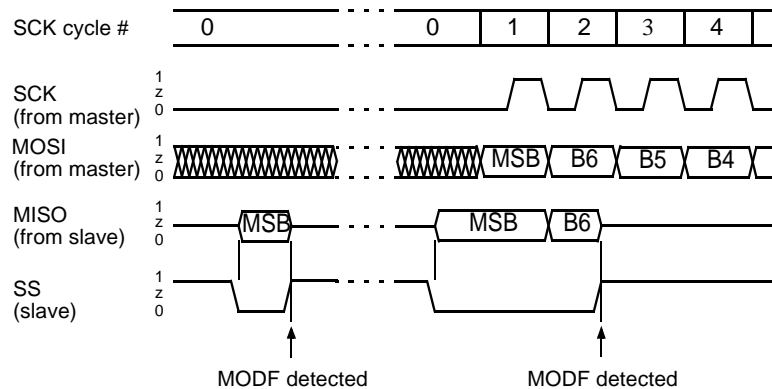 SCK cycle # 0 0 1 2 3 4
SCK
(from master)
1
z
0
MOSI
(from master)
1
z
0
MSB B6 B5 B4
MISO
(from slave)
1
z
0
MSB MSB B6
SS
(slave)
1
z
0
MODF detected MODF detected